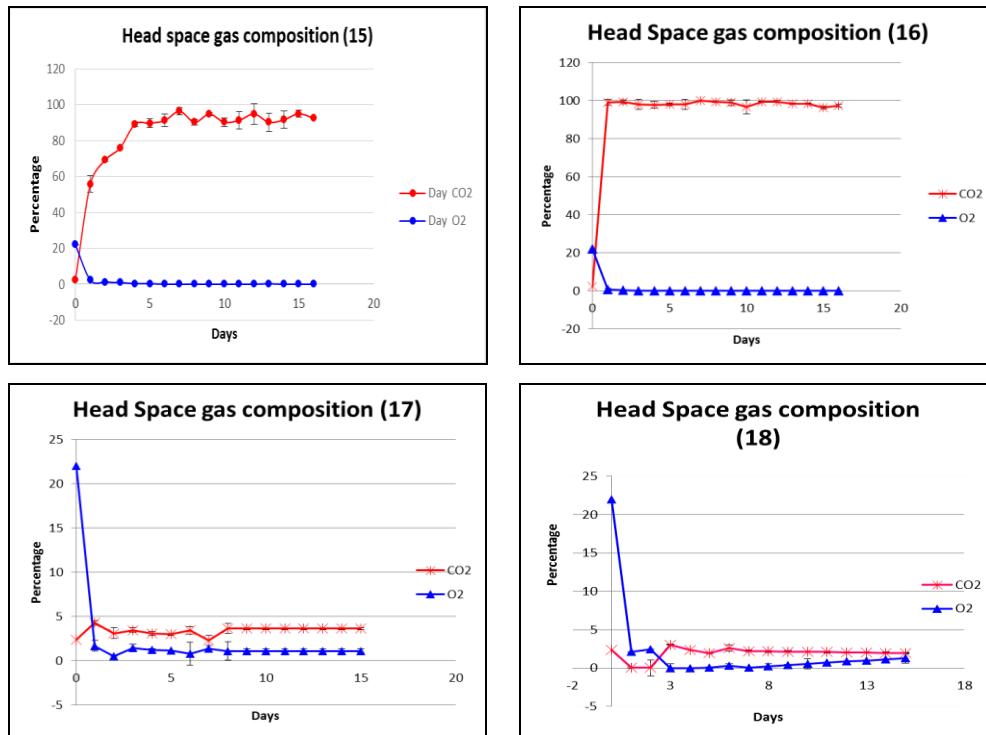 Head space gas composition (15)
120
100
80
60
40
20
0
-20
Percentage
0
5
10
15
20
Days
Day CO2
Day O2
Head Space gas composition (16)
120
100
80
60
40
20
0
-20
Percentage
0
5
10
15
20
Days
CO2
O2
Head Space gas composition (17)
25
20
15
10
5
0
-5
Percentage
0
5
10
15
20
Days
CO2
O2
Head Space gas composition
(18)
25
20
15
10
5
0
-5
Percentage
-2
3
8
13
18
Days
CO2
O2